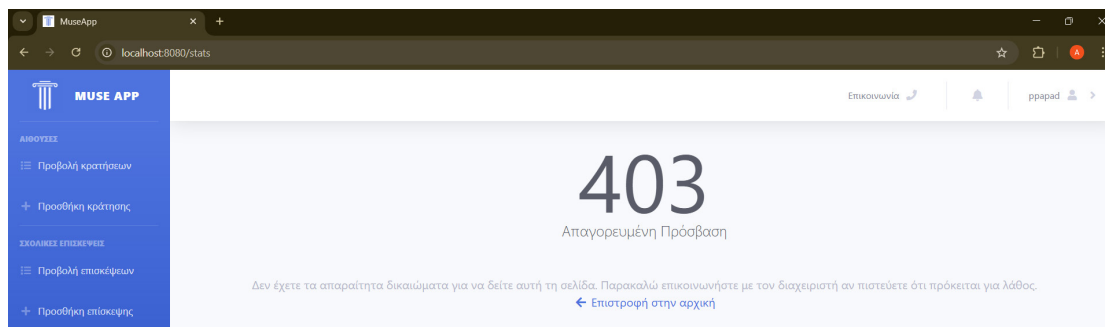 MuseApp
localhost:8080/stats
A
MUSE APP
Επικοινωνία
ppapad
ΑΙΘΟΥΣΕΣ
Προβολή κρατήσεων
Προσθήκη κράτησης
ΣΧΟΛΙΚΕΣ ΕΠΙΣΚΕΨΕΙΣ
Προβολή επισκέψεων
Προσθήκη επίσκεψης
403
Απαγορευμένη Πρόσβαση
Δεν έχετε τα απαραίτητα δικαιώματα για να δείτε αυτή τη σελίδα. Παρακαλώ επικοινωνήστε με τον διαχειριστή αν πιστεύετε ότι πρόκειται για λάθος.
Επιστροφή στην αρχική